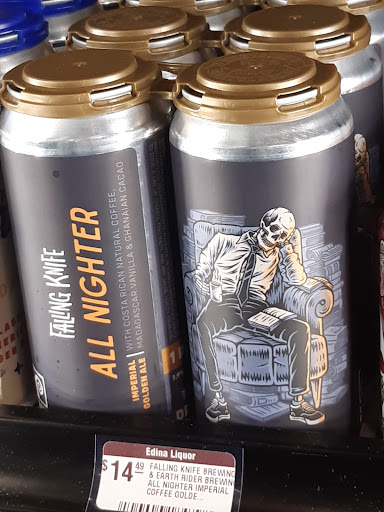 FALLING KNIFE
ALL NIGHTER
WITH COSTA RICAN NATURAL COFFEE,
MADAGASCAR VANILLA & GHANAIAN CACAO
IMPERIAL
GOLDEN ALE
Edina Liquor
$14 49
FALLING KNIFE BREWING
& EARTH RIDER BREWIN
ALL NIGHTER IMPERIAL
COFFEE GOLDE...